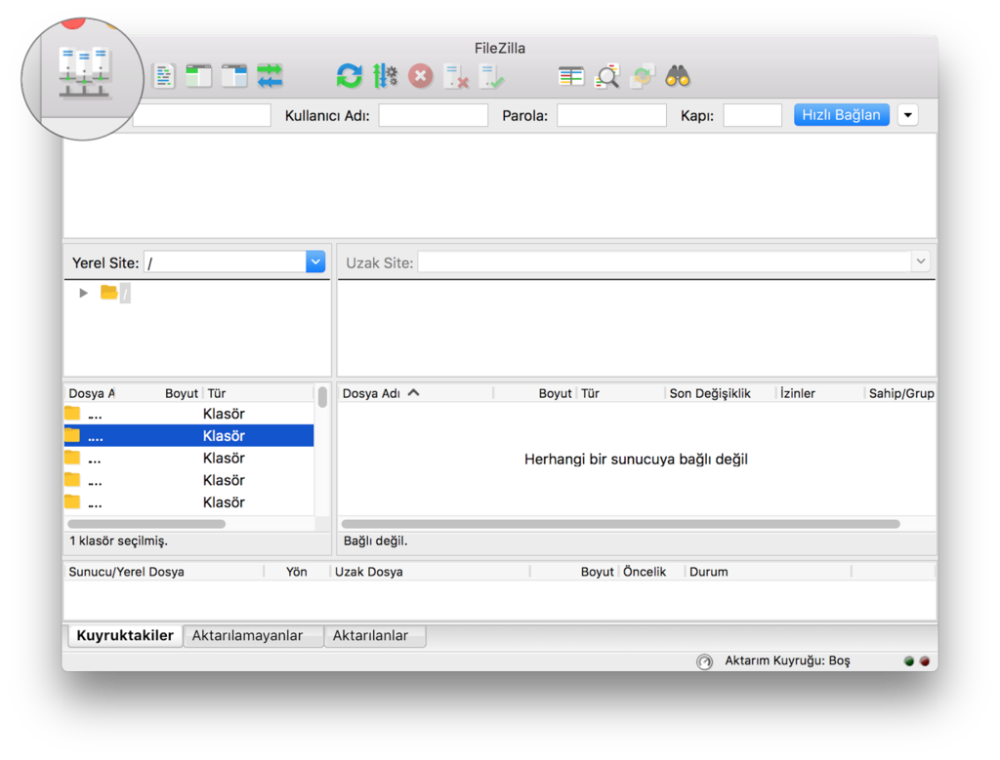 FileZilla
Kullanıcı Adı: Parola: Kapı: Hızlı Bağlan
Yerel Site: / Uzak Site:
/
Dosya A Boyut Tür
.... Klasör
.... Klasör
.... Klasör
.... Klasör
.... Klasör
1 klasör seçilmiş.
Dosya Adı Boyut Tür Son Değişiklik İzinler Sahip/Grup
Herhangi bir sunucuya bağlı değil
Bağlı değil.
Sunucu/Yerel Dosya Yön Uzak Dosya Boyut Öncelik Durum
Kuyruktakiler Aktarılamayanlar Aktarılanlar
Aktarım Kuyruğu: Boş